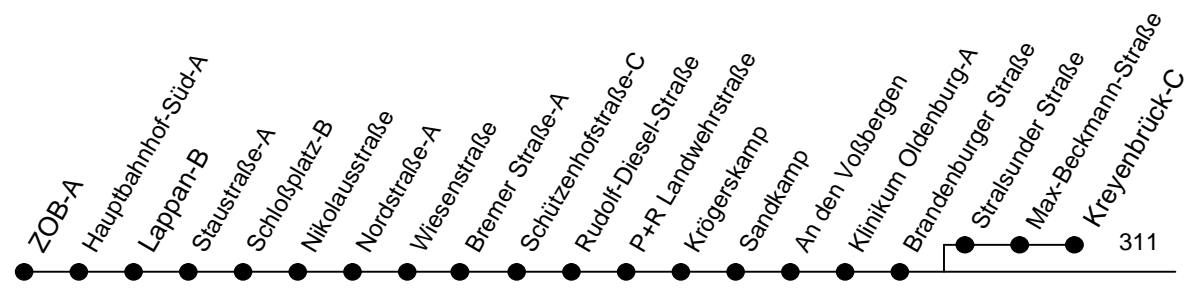 ZOB-A
Hauptbahnhof-Süd-A
Lappan-B
Staustraße-A
Schloßplatz-B
Nikolausstraße
Nordstraße-A
Wiesenstraße
Bremer Straße-A
Schützenhofstraße-C
Rudolf-Diesel-Straße
P+R Landwehrstraße
Krögerskamp
Sandkamp
An den Voßbergen
Klinikum Oldenburg-A
Brandenburger Straße
Stralsunder Straße
Max-Beckmann-Straße
Kreyenbrück-C
311